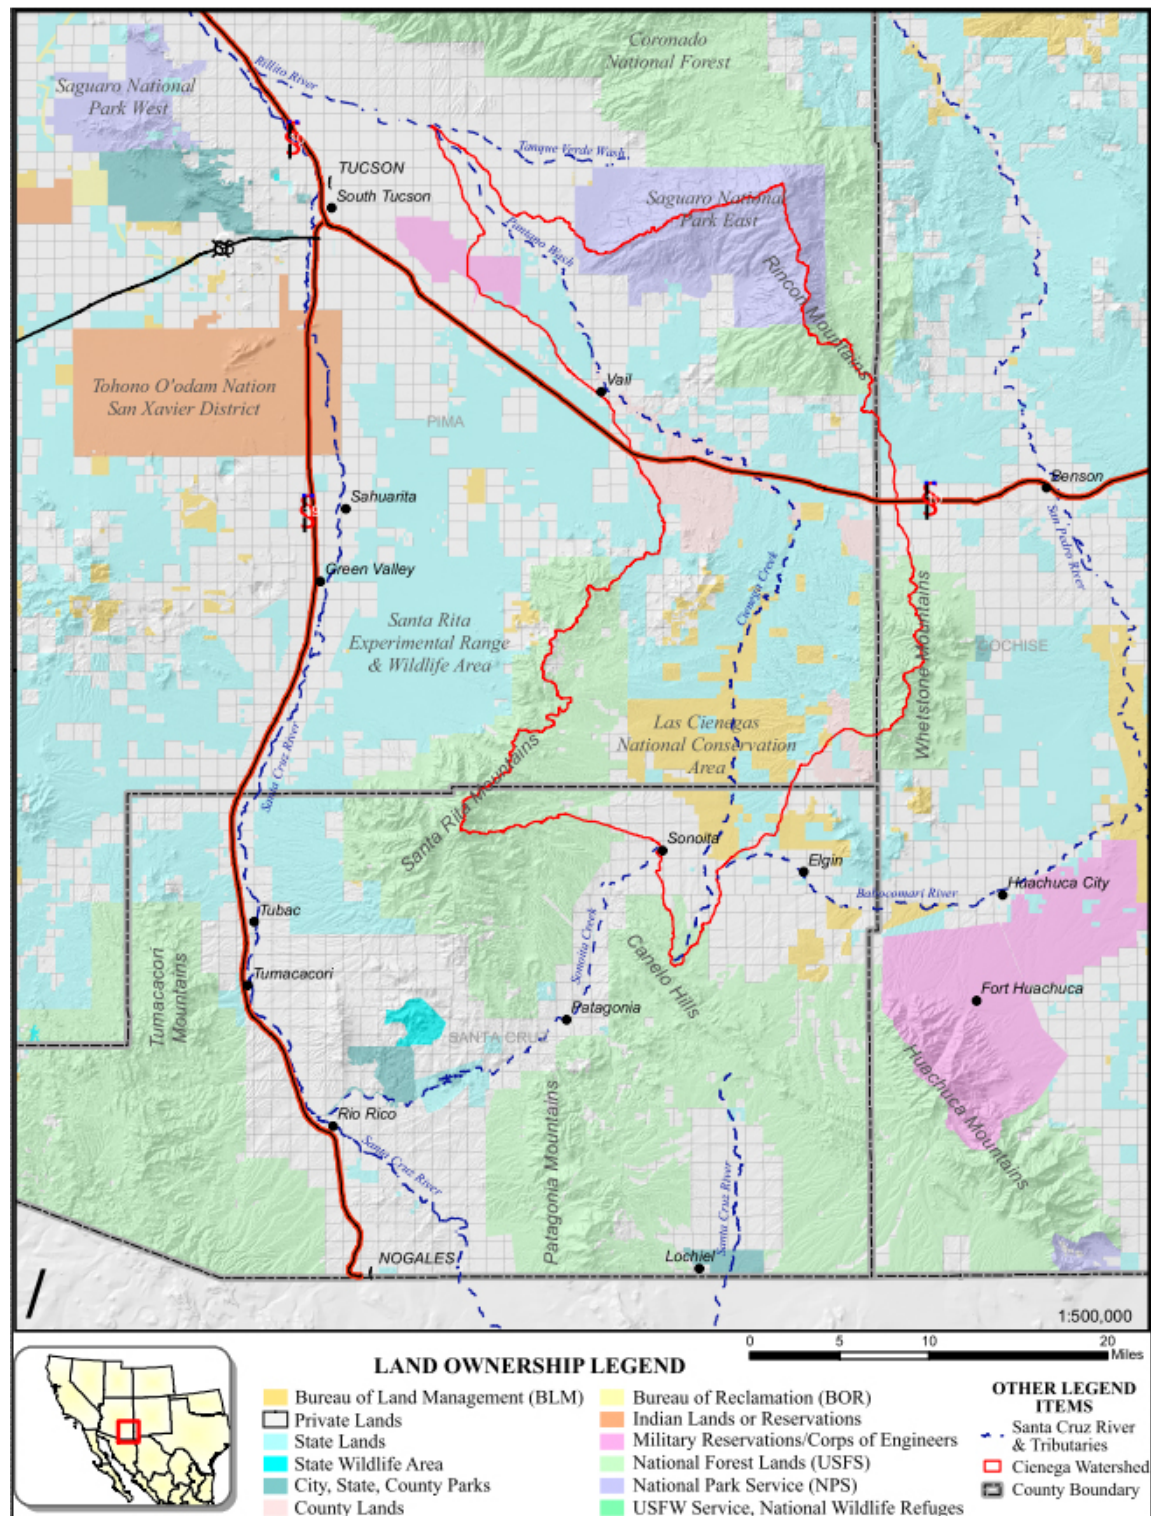 Coronado
National Forest
Rillito River
Saguaro National
Park West
Tanque Verde Wash
TUCSON
South Tucson
Saguaro National
Park East
Pantano Wash
86
Rincon Mountains
Tohono O'odam Nation
San Xavier District
Vail
PIMA
Benson
Sahuarita
San Pedro River
Green Valley
Cienega Creek
Santa Rita
Experimental Range
& Wildlife Area
Whetstone Mountains
COCHISE
Las Cienegas
National Conservation
Area
Santa Cruz River
Santa Rita Mountains
Sonoita
Elgin
Babocomari River
Huachuca City
Tubac
Sonoita Creek
Canelo Hills
Tumacacori
Tumacacori
Mountains
Fort Huachuca
Patagonia
SANTA CRUZ
Huachuca Mountains
Rio Rico
Patagonia Mountains
Santa Cruz River
Santa Cruz River
NOGALES
Lochiel
1:500,000
0 5 10 20
Miles
LAND OWNERSHIP LEGEND
Bureau of Land Management (BLM)
Private Lands
State Lands
State Wildlife Area
City, State, County Parks
County Lands
Bureau of Reclamation (BOR)
Indian Lands or Reservations
Military Reservations/Corps of Engineers
National Forest Lands (USFS)
National Park Service (NPS)
USFW Service, National Wildlife Refuges
OTHER LEGEND
ITEMS
Santa Cruz River
& Tributaries
Cienega Watershed
County Boundary